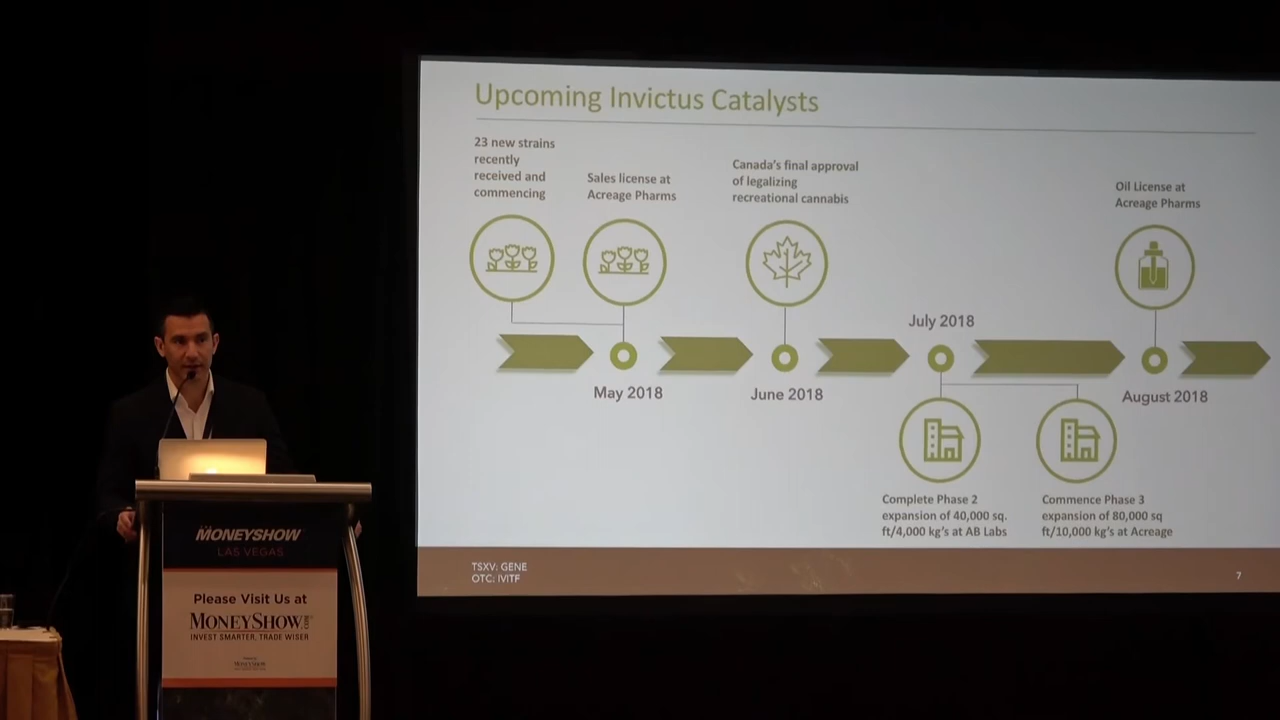 Upcoming Invictus Catalysts
23 new strains
recently
received and
commencing
Sales license at
Acreage Pharms
Canada's final approval
of legalizing
recreational cannabis
Oil License at
Acreage Pharms
July 2018
May 2018
June 2018
August 2018
Complete Phase 2
expansion of 40,000 sq.
ft/4,000 kg's at AB Labs
Commence Phase 3
expansion of 80,000 sq
ft/10,000 kg's at Acreage
TSXV: GENE
OTC: IVITF
7
MONEYSHOW
LAS VEGAS
Please Visit Us at
MONEYSHOW.COM
INVEST SMARTER, TRADE WISER
MONEYSHOW